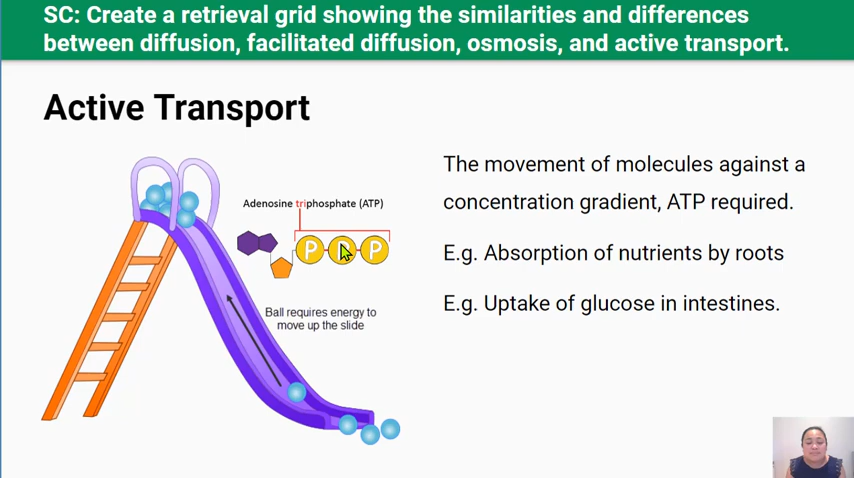 SC: Create a retrieval grid showing the similarities and differences
between diffusion, facilitated diffusion, osmosis, and active transport.
Active Transport
Adenosine triphosphate (ATP)
P P P
Ball requires energy to
move up the slide
The movement of molecules against a
concentration gradient, ATP required.
E.g. Absorption of nutrients by roots
E.g. Uptake of glucose in intestines.